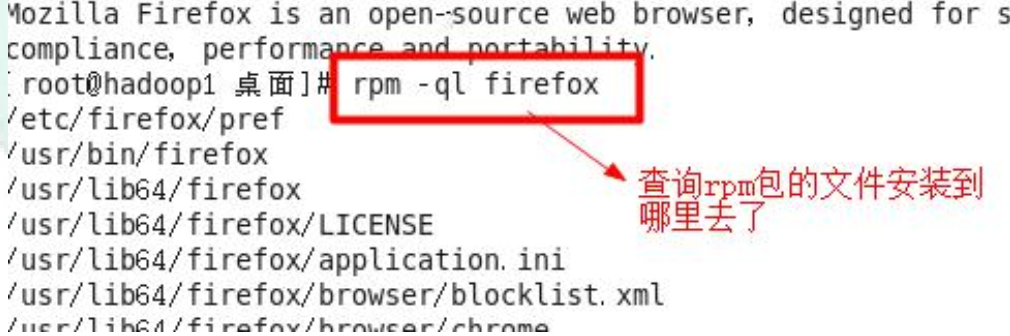 Mozilla Firefox is an open-source web browser, designed for s
compliance, performance and portability.
[root@hadoop1 桌面]# rpm -ql firefox
/etc/firefox/pref
/usr/bin/firefox
/usr/lib64/firefox
/usr/lib64/firefox/LICENSE
/usr/lib64/firefox/application.ini
/usr/lib64/firefox/browser/blocklist.xml
/usr/lib64/firefox/browser/chrome
查询rpm包的文件安装到
哪里去了